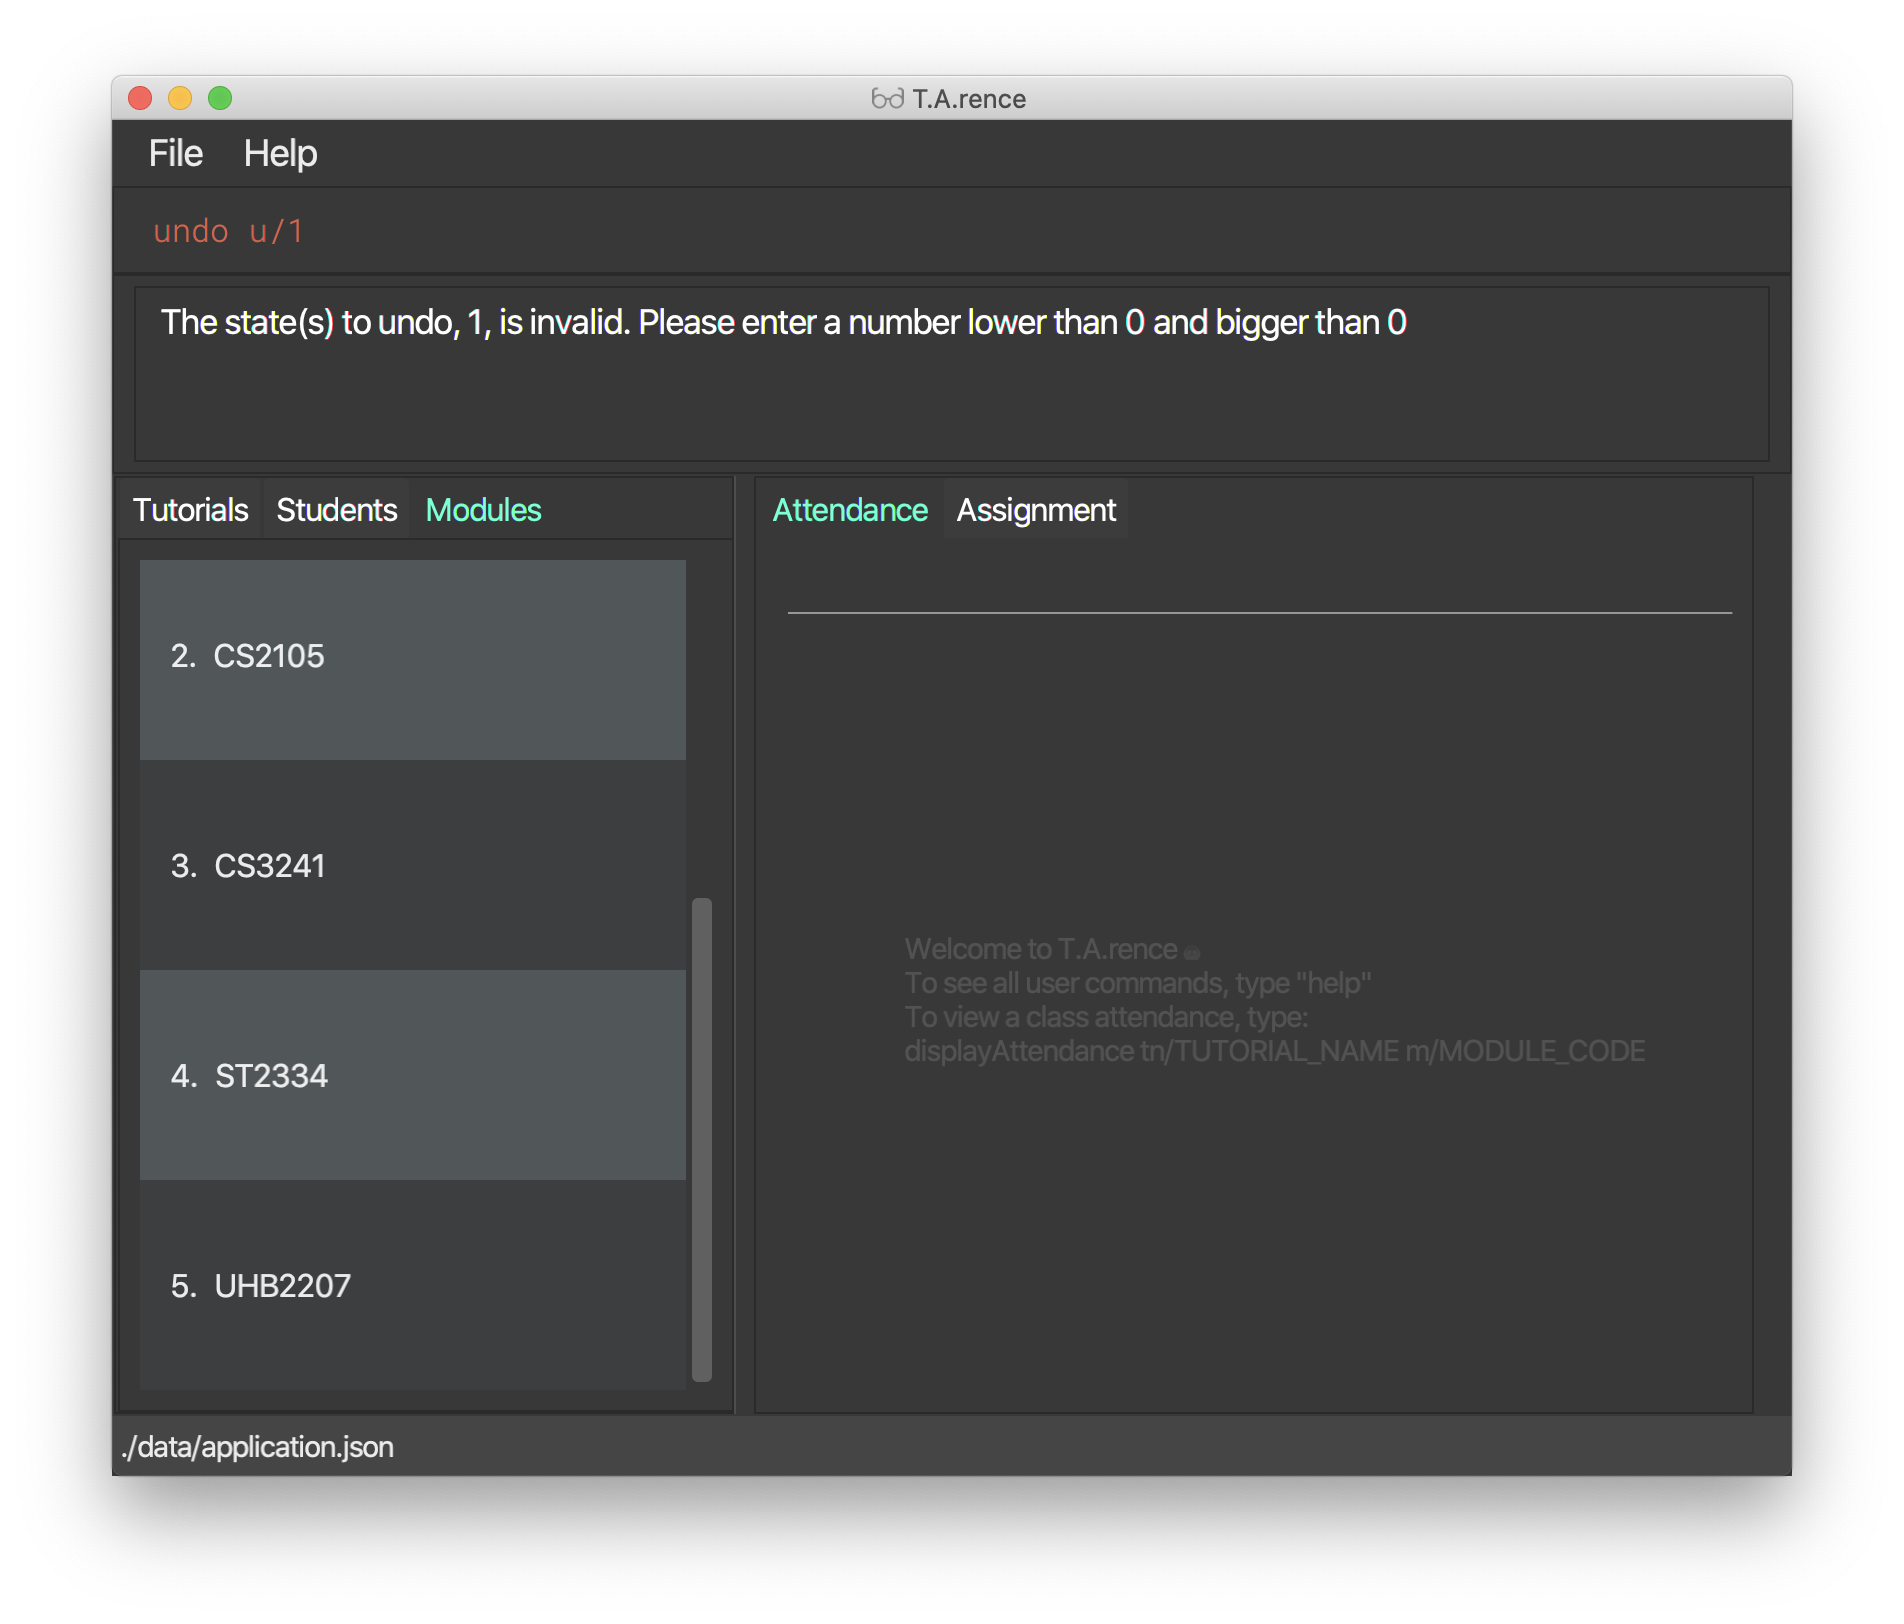 T.A.rence
File Help
undo u/1
The state(s) to undo, 1, is invalid. Please enter a number lower than 0 and bigger than 0
Tutorials Students Modules
Attendance Assignment
2. CS2105
3. CS3241
4. ST2334
5. UHB2207
Welcome to T.A.rence
To see all user commands, type "help"
To view a class attendance, type:
displayAttendance tn/TUTORIAL_NAME m/MODULE_CODE
./data/application.json